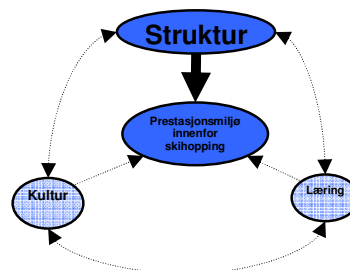 Struktur
Prestasjonsmiljø
innenfor
skihopping
Kultur
Læring